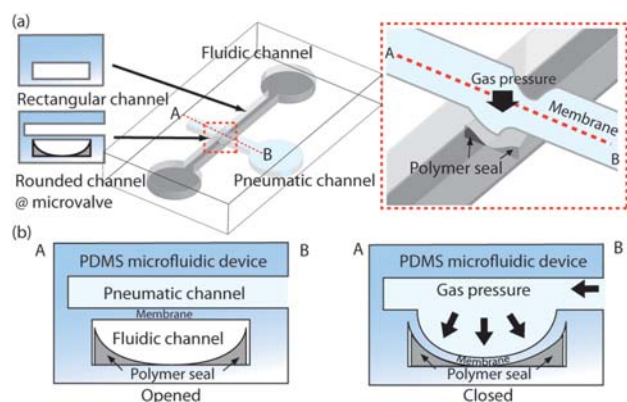 (a)
Fluidic channel
Rectangular channel
A
B
Rounded channel
@ microvalve
Pneumatic channel
A
Gas pressure
Membrane
Polymer seal
B
(b)
A
B
PDMS microfluidic device
Pneumatic channel
Membrane
Fluidic channel
Polymer seal
Opened
A
B
PDMS microfluidic device
Gas pressure
Membrane
Polymer seal
Closed